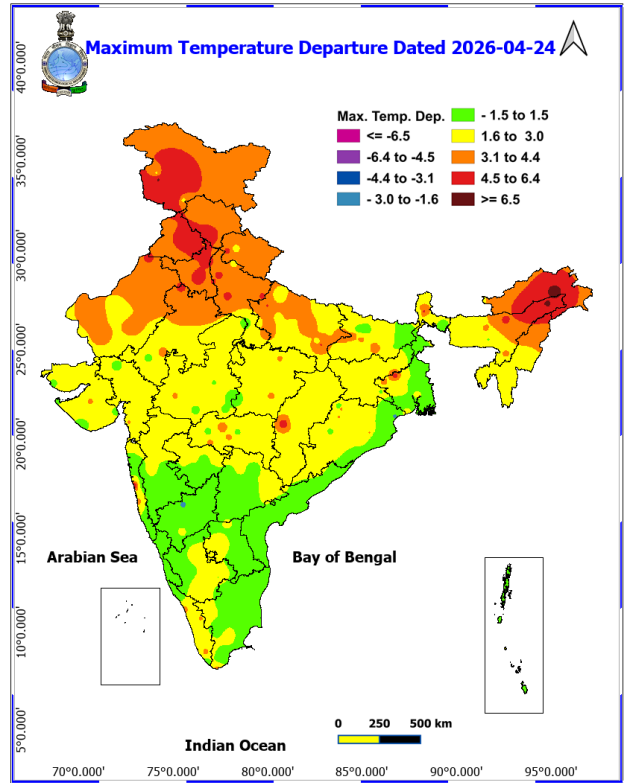 Maximum Temperature Departure Dated 2026-04-24
Max. Temp. Dep.
<= -6.5
-6.4 to -4.5
-4.4 to -3.1
- 3.0 to -1.6
- 1.5 to 1.5
1.6 to 3.0
3.1 to 4.4
4.5 to 6.4
>= 6.5
40°0.000'
35°0.000'
30°0.000'
25°0.000'
20°0.000'
15°0.000'
10°0.000'
5°0.000'
Arabian Sea
Bay of Bengal
Indian Ocean
0 250 500 km
70°0.000' 75°0.000' 80°0.000' 85°0.000' 90°0.000' 95°0.000'